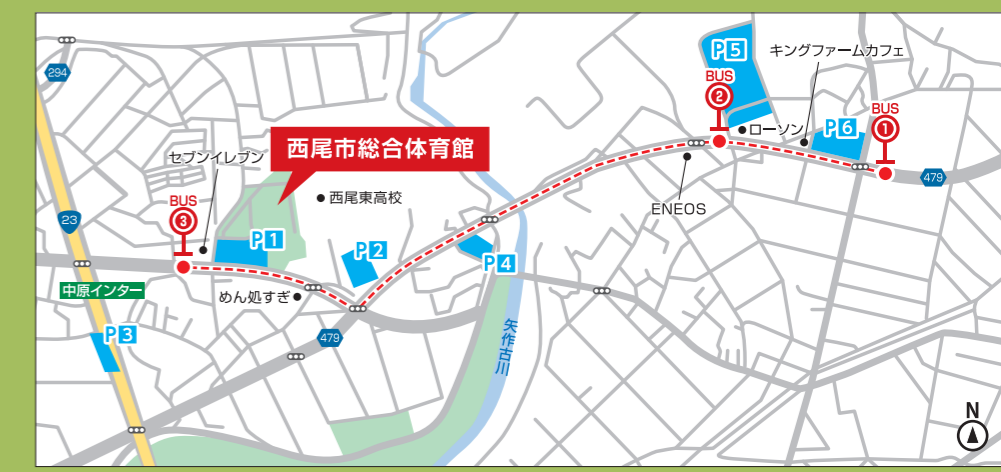 294
23
セブンイレブン
西尾市総合体育館
西尾東高校
BUS
③
P1
P2
めん処すぎ
中原インター
P3
479
P4
矢作古川
P5
キングファームカフェ
BUS
②
ローソン
P6
BUS
①
ENEOS
479
N